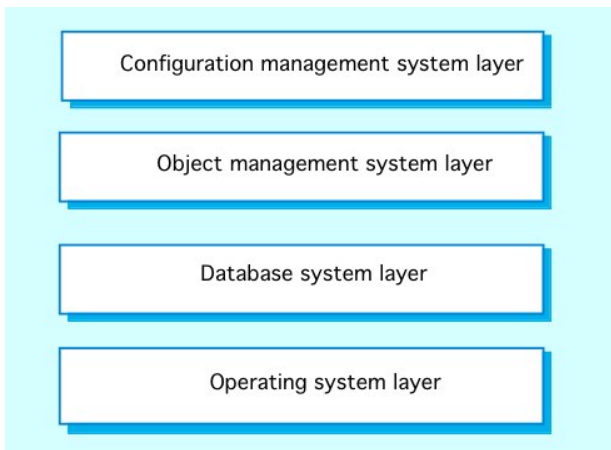 Configuration management system layer
Object management system layer
Database system layer
Operating system layer